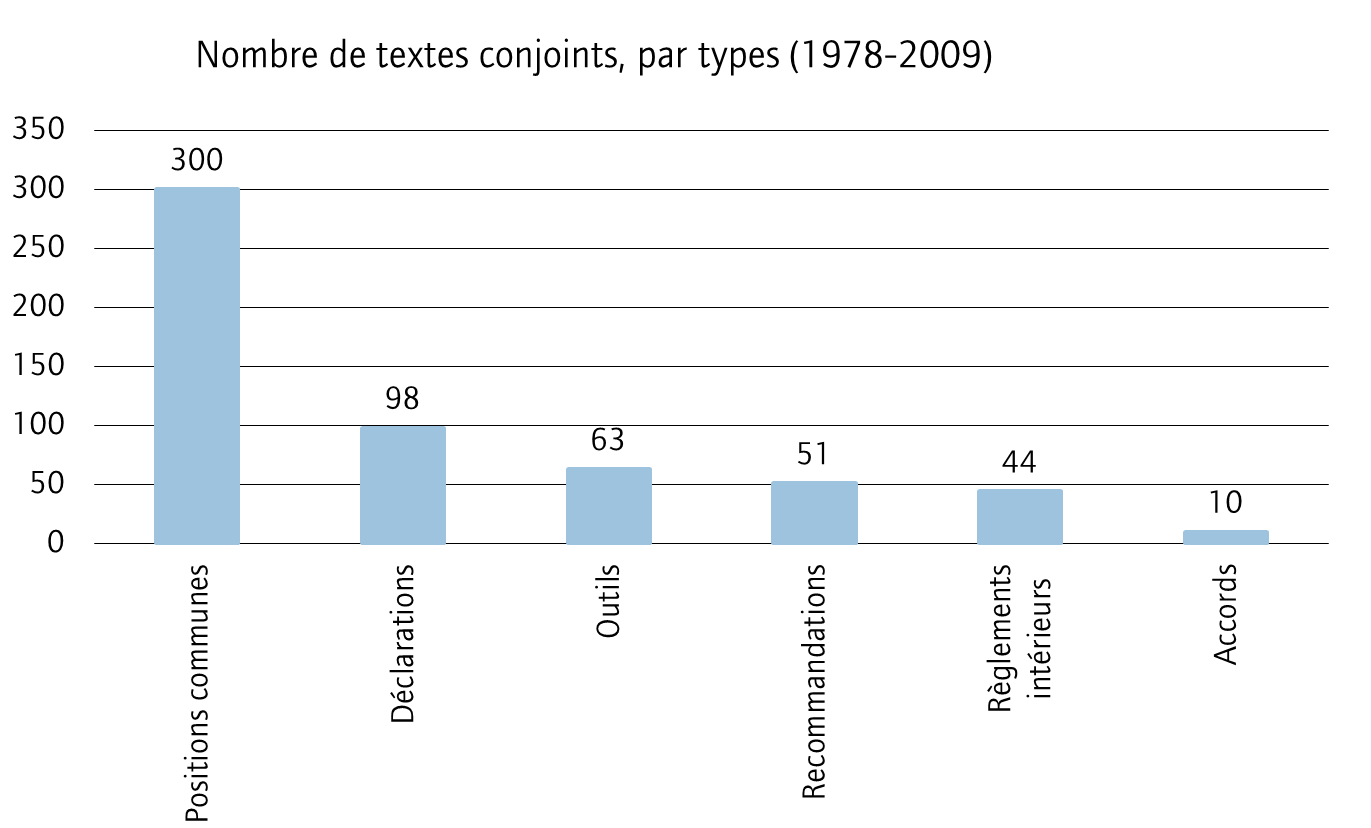 Nombre de textes conjoints, par types (1978-2009)
350
300
250
200
150
100
50
0
300
98
63
51
44
10
Positions communes
Déclarations
Outils
Recommandations
Règlements
intérieurs
Accords